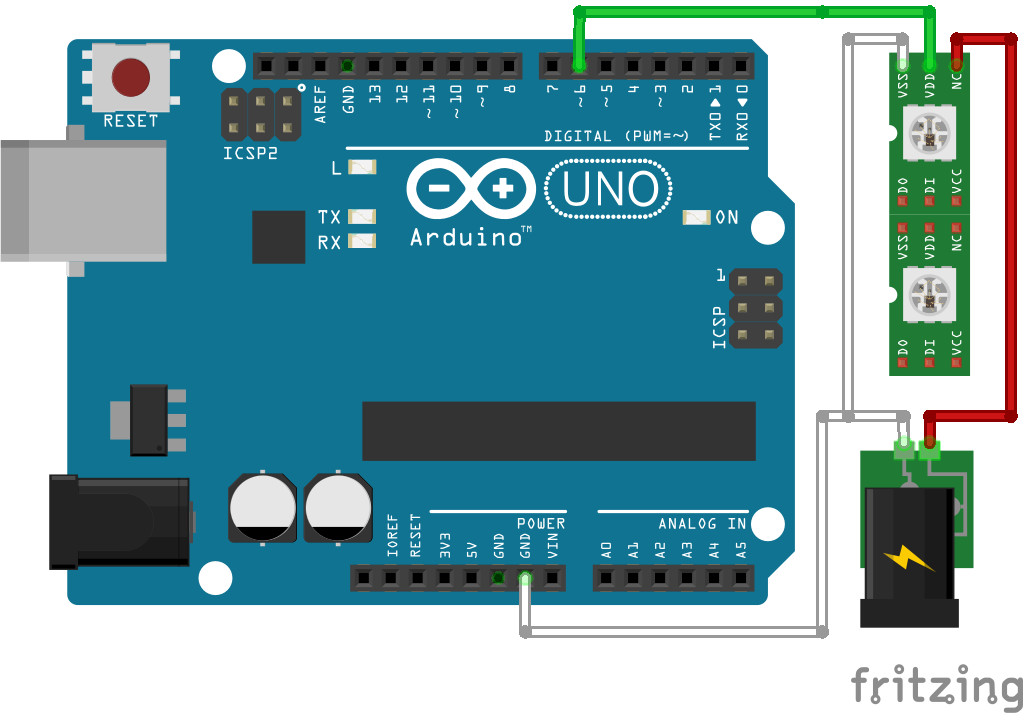 RESET
ICSP2
AREF
GND
13
12
~11
~10
~9
8
7
~6
~5
4
~3
2
TX0 ▶ 1
RX0 ◀ 0
DIGITAL (PWM=~)
L
TX
RX
UNO
Arduino™
ON
1
ICSP
IOREF
RESET
3V3
5V
GND
GND
VIN
POWER
ANALOG IN
A0
A1
A2
A3
A4
A5
VSS
VDD
NC
DO
DI
VCC
VSS
VDD
NC
DO
DI
VCC
fritzing